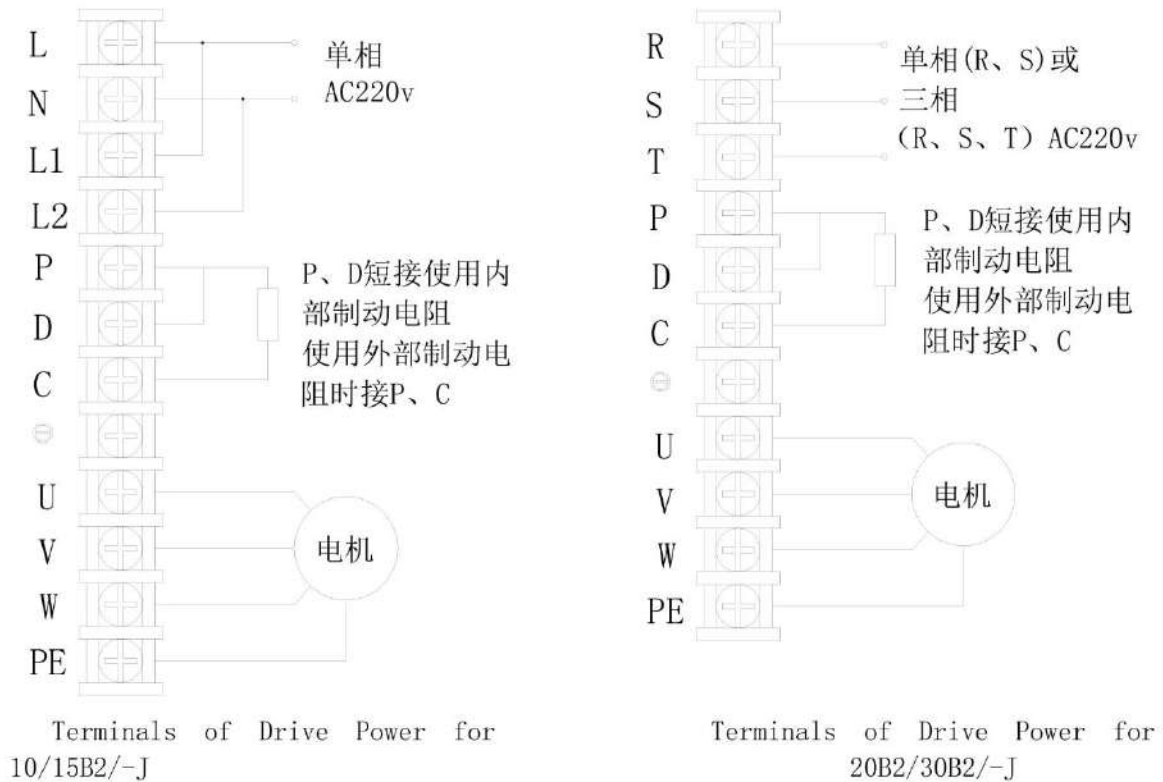 L
N
L1
L2
P
D
C
⊖
U
V
W
PE
单相
AC220v
P、D短接使用内
部制动电阻
使用外部制动电
阻时接P、C
电机
Terminals of Drive Power for
10/15B2/-J
R
S
T
P
D
C
⊖
U
V
W
PE
单相(R、S)或
三相
(R、S、T) AC220v
P、D短接使用内
部制动电阻
使用外部制动电
阻时接P、C
电机
Terminals of Drive Power for
20B2/30B2/-J